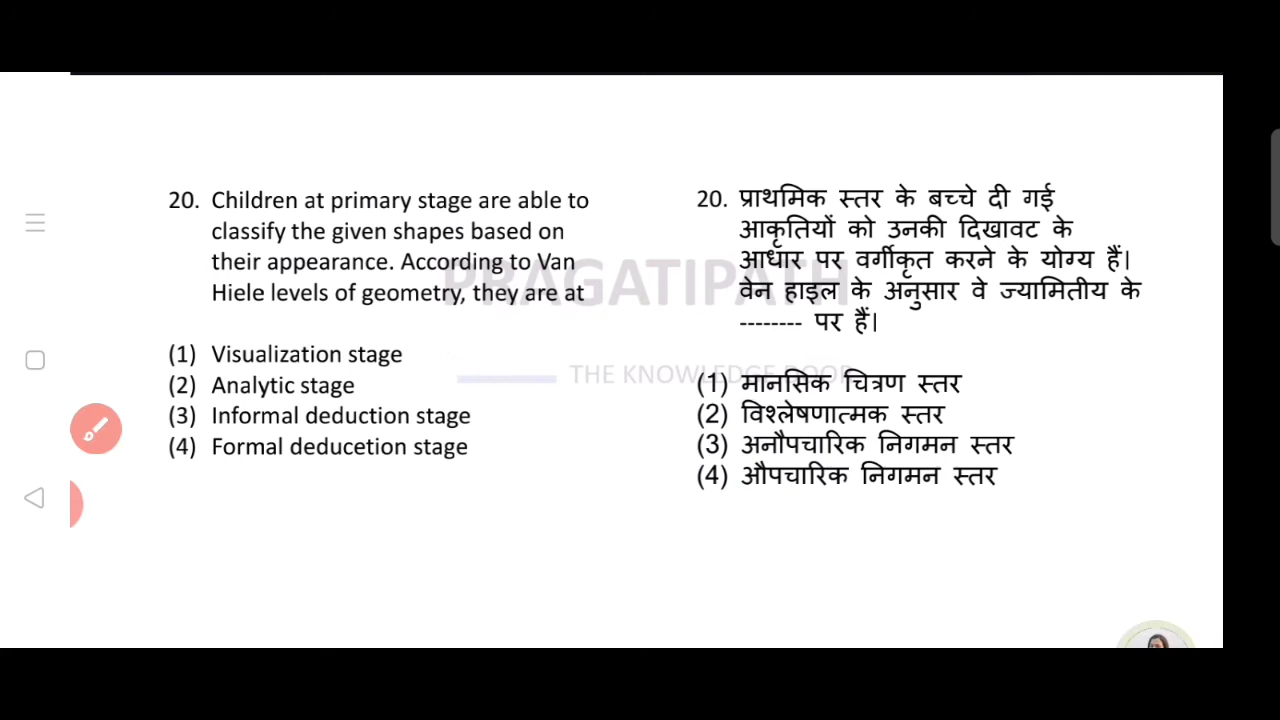 20. Children at primary stage are able to
classify the given shapes based on
their appearance. According to Van
Hiele levels of geometry, they are at
(1) Visualization stage
(2) Analytic stage
(3) Informal deduction stage
(4) Formal deducetion stage
20. प्राथमिक स्तर के बच्चे दी गई
आकृतियों को उनकी दिखावट के
आधार पर वर्गीकृत करने के योग्य हैं।
वेन हाइल के अनुसार वे ज्यामितीय के
-------- पर हैं।
(1) मानसिक चित्रण स्तर
(2) विश्लेषणात्मक स्तर
(3) अनौपचारिक निगमन स्तर
(4) औपचारिक निगमन स्तर
PRAGATIPATH
THE KNOWLEDGE DOOR